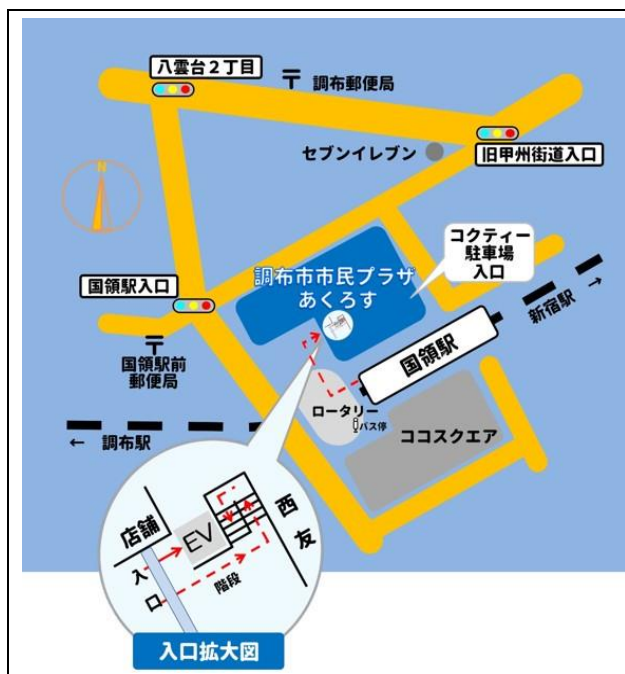 八雲台２丁目
〒 調布郵便局
セブンイレブン
旧甲州街道入口
N
コクティー
駐車場
入口
調布市市民プラザ
あくろす
国領駅入口
新宿駅 →
〒
国領駅前
郵便局
国領駅
ロータリー
バス停
ココスクエア
← 調布駅
店舗
EV
西友
入口
階段
入口拡大図